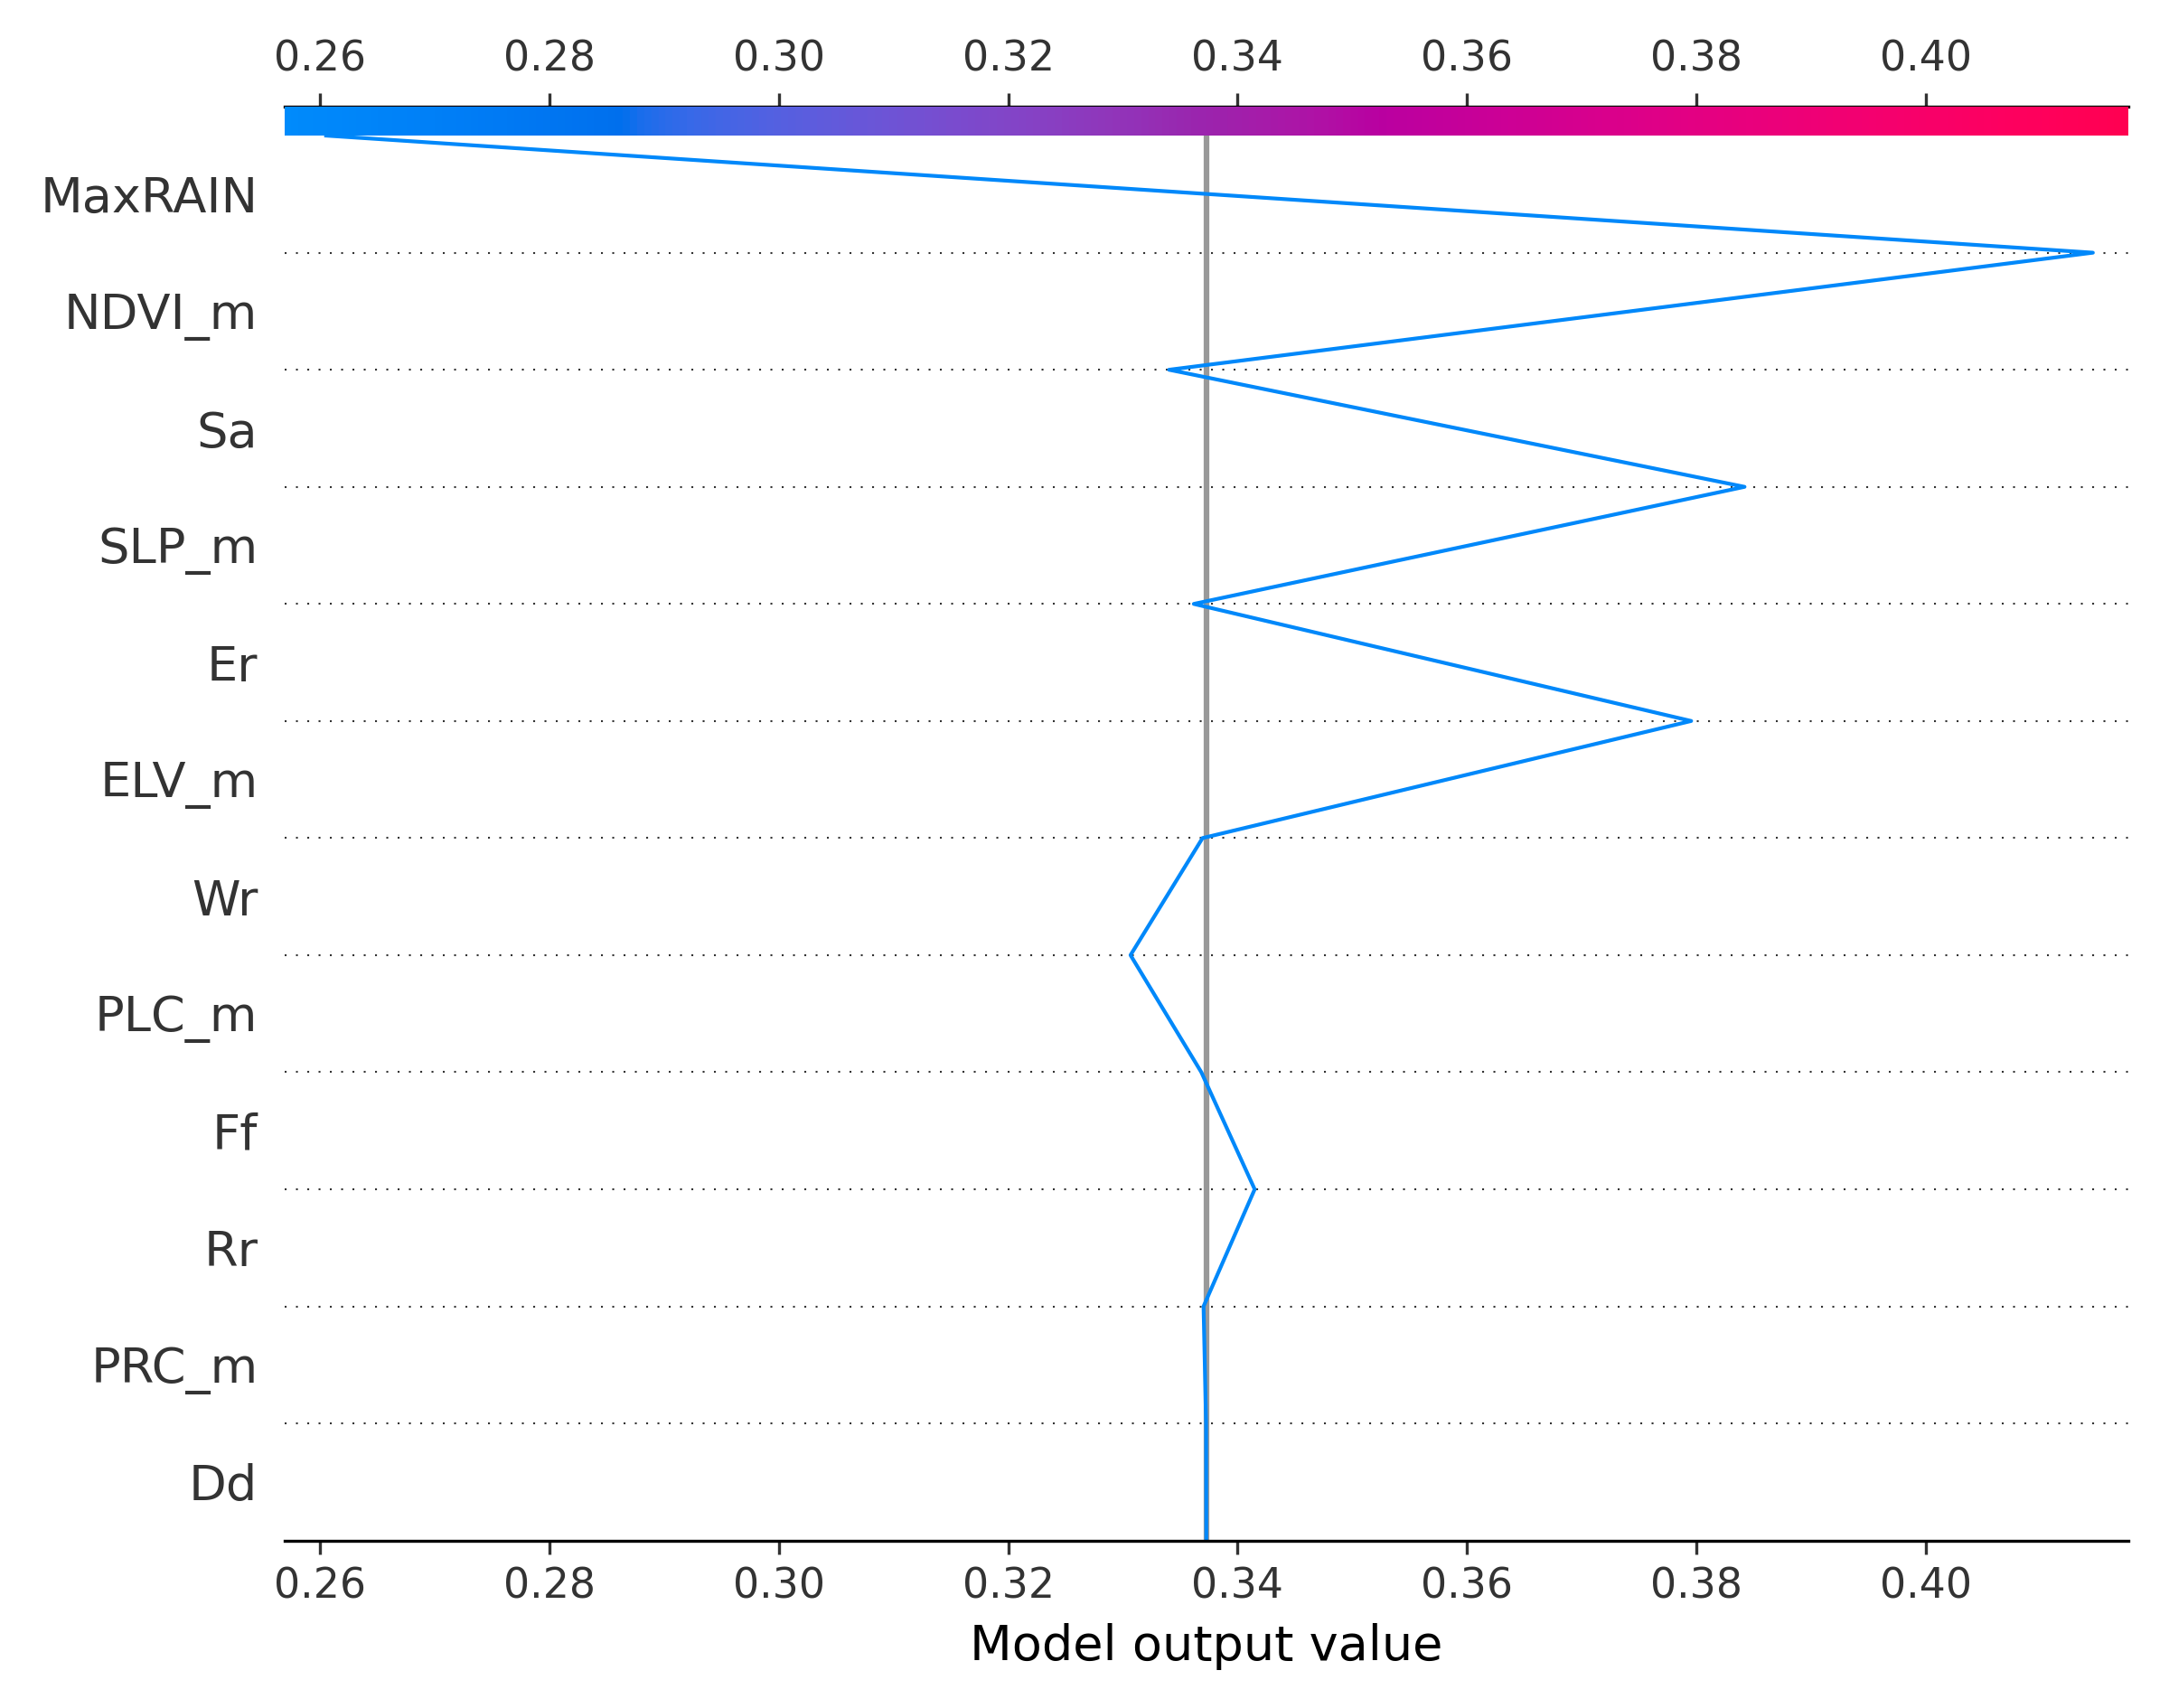 0.26 0.28 0.30 0.32 0.34 0.36 0.38 0.40
MaxRAIN
NDVI_m
Sa
SLP_m
Er
ELV_m
Wr
PLC_m
Ff
Rr
PRC_m
Dd
0.26 0.28 0.30 0.32 0.34 0.36 0.38 0.40
Model output value